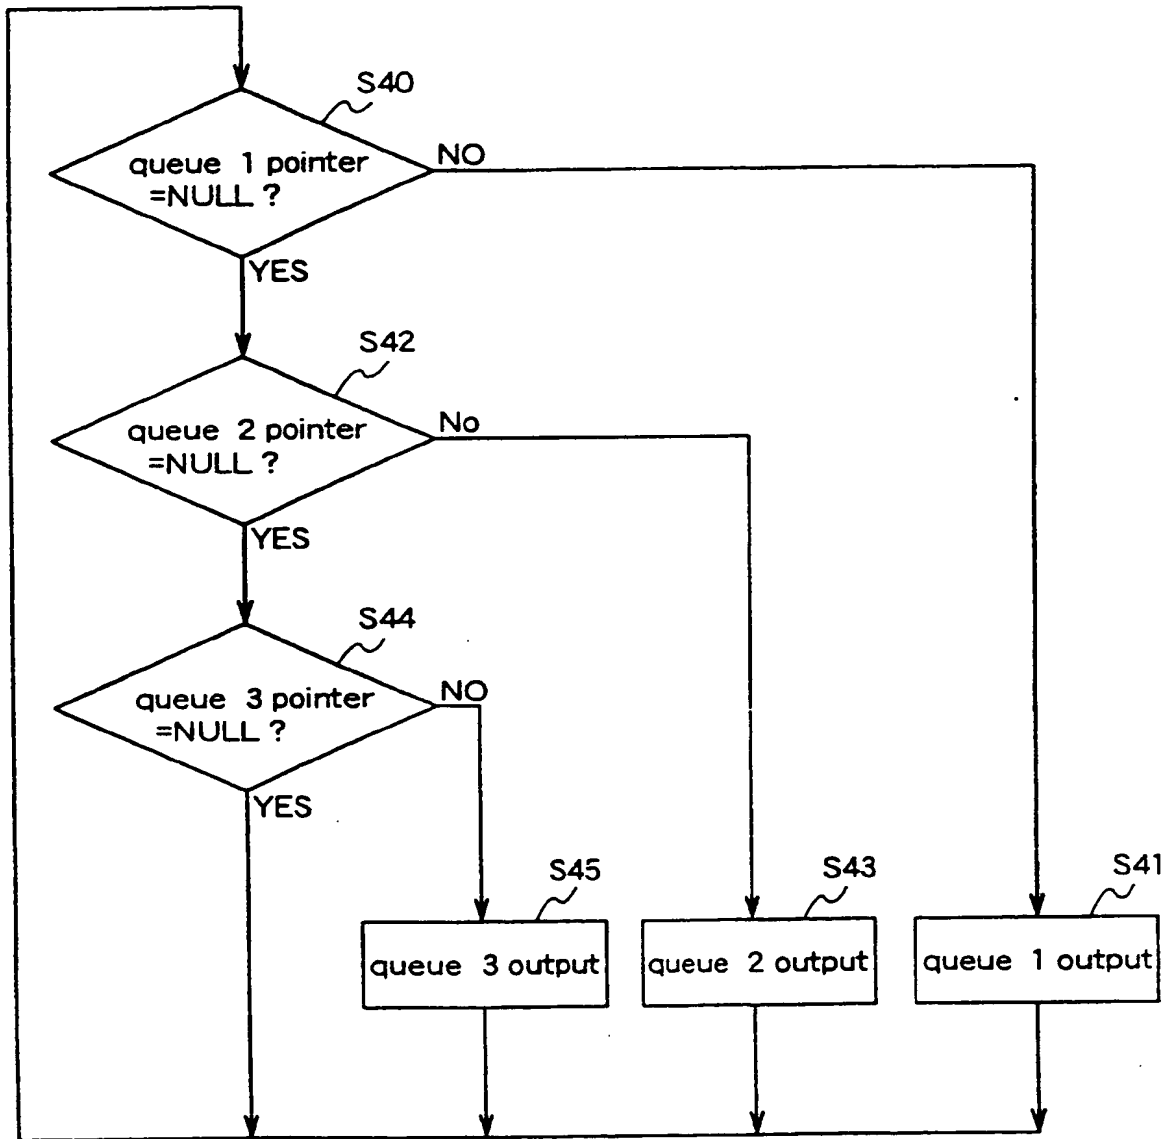 S40
queue 1 pointer
=NULL ?
NO
YES
S42
queue 2 pointer
=NULL ?
No
YES
S44
queue 3 pointer
=NULL ?
NO
YES
S45
queue 3 output
S43
queue 2 output
S41
queue 1 output